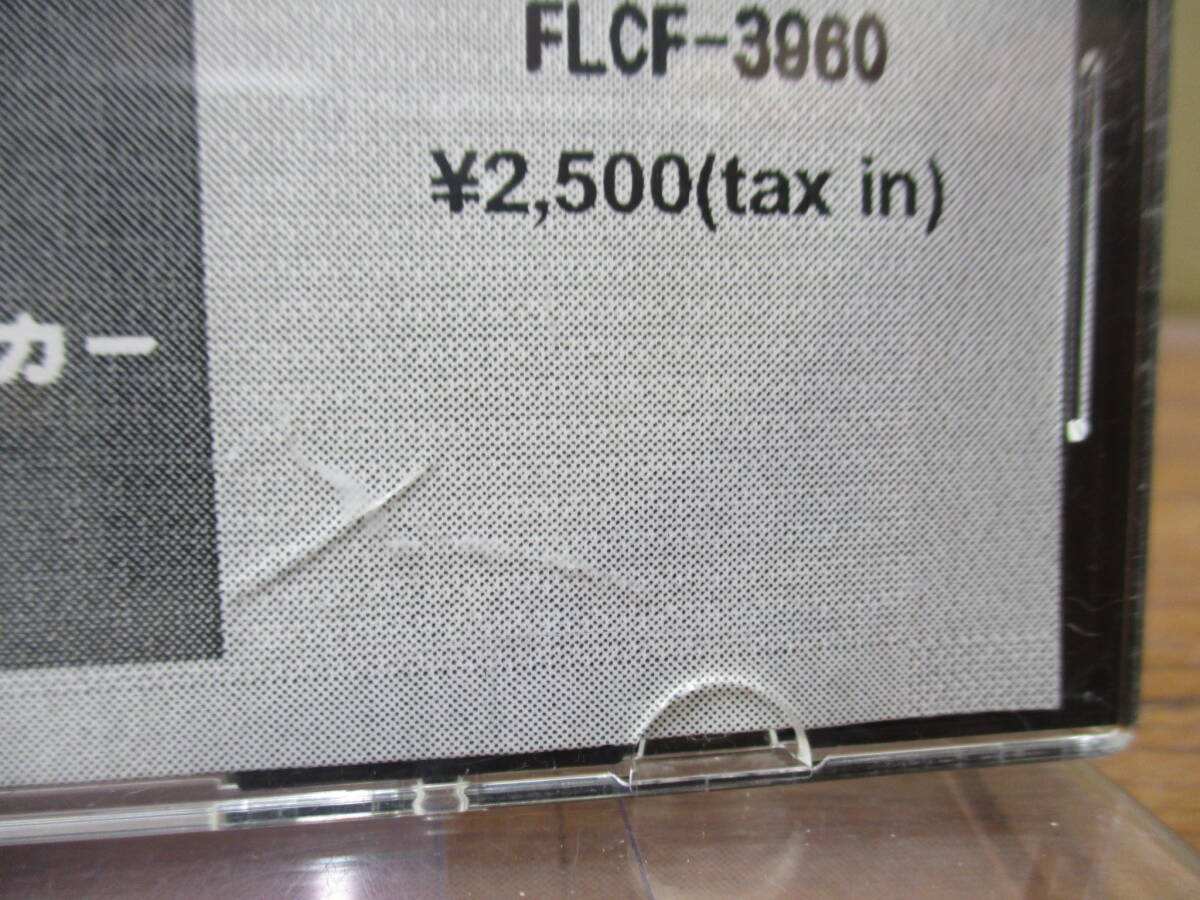 FLCF-3960
¥2,500(tax in)
カー